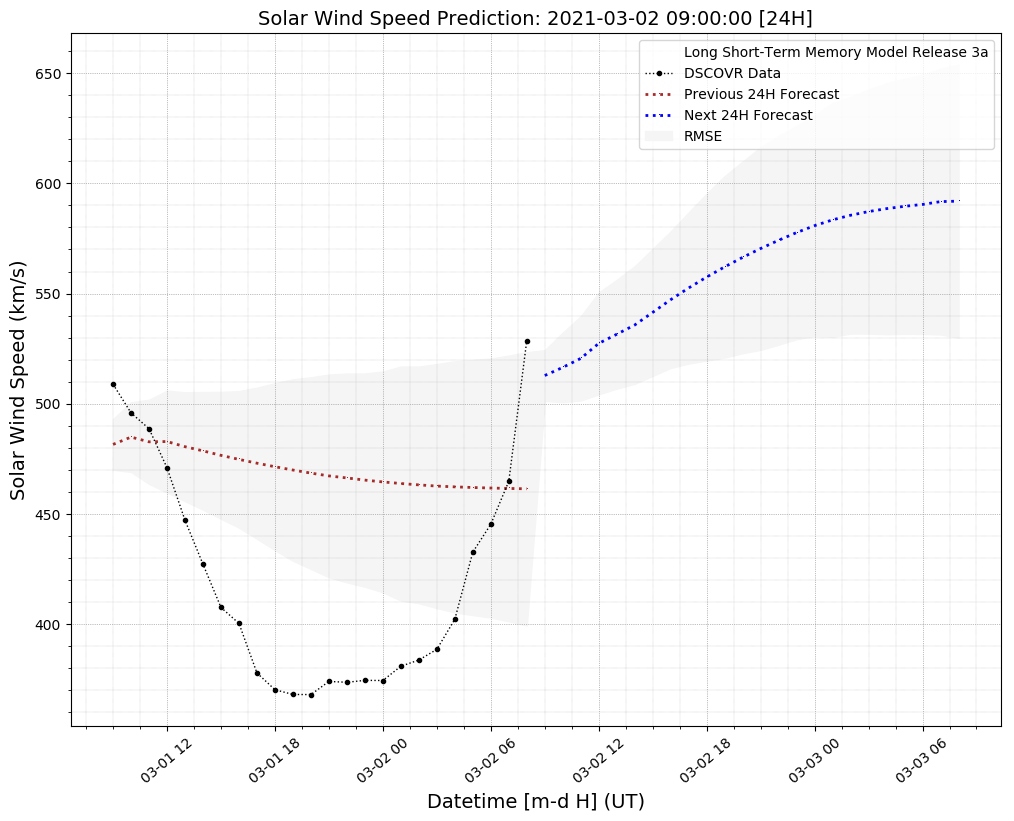 Solar Wind Speed Prediction: 2021-03-02 09:00:00 [24H]
Long Short-Term Memory Model Release 3a
DSCOVR Data
Previous 24H Forecast
Next 24H Forecast
RMSE
Solar Wind Speed (km/s)
650
600
550
500
450
400
03-01 12
03-01 18
03-02 00
03-02 06
03-02 12
03-02 18
03-03 00
03-03 06
Datetime [m-d H] (UT)